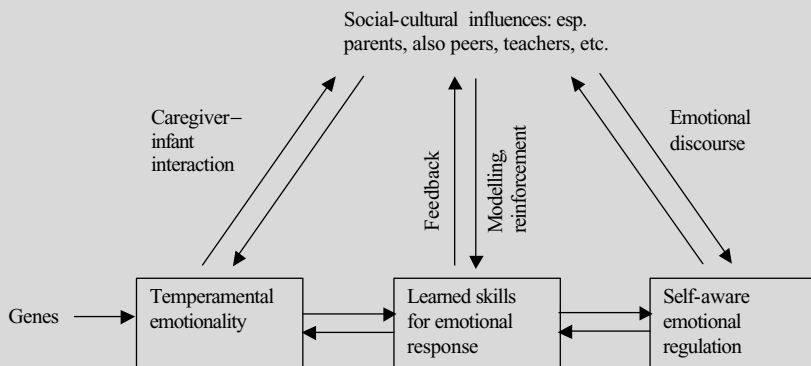 Social-cultural influences: esp.
parents, also peers, teachers, etc.
Caregiver–
infant
interaction
Feedback
Modelling,
reinforcement
Emotional
discourse
Genes
Temperamental
emotionality
Learned skills
for emotional
response
Self-aware
emotional
regulation